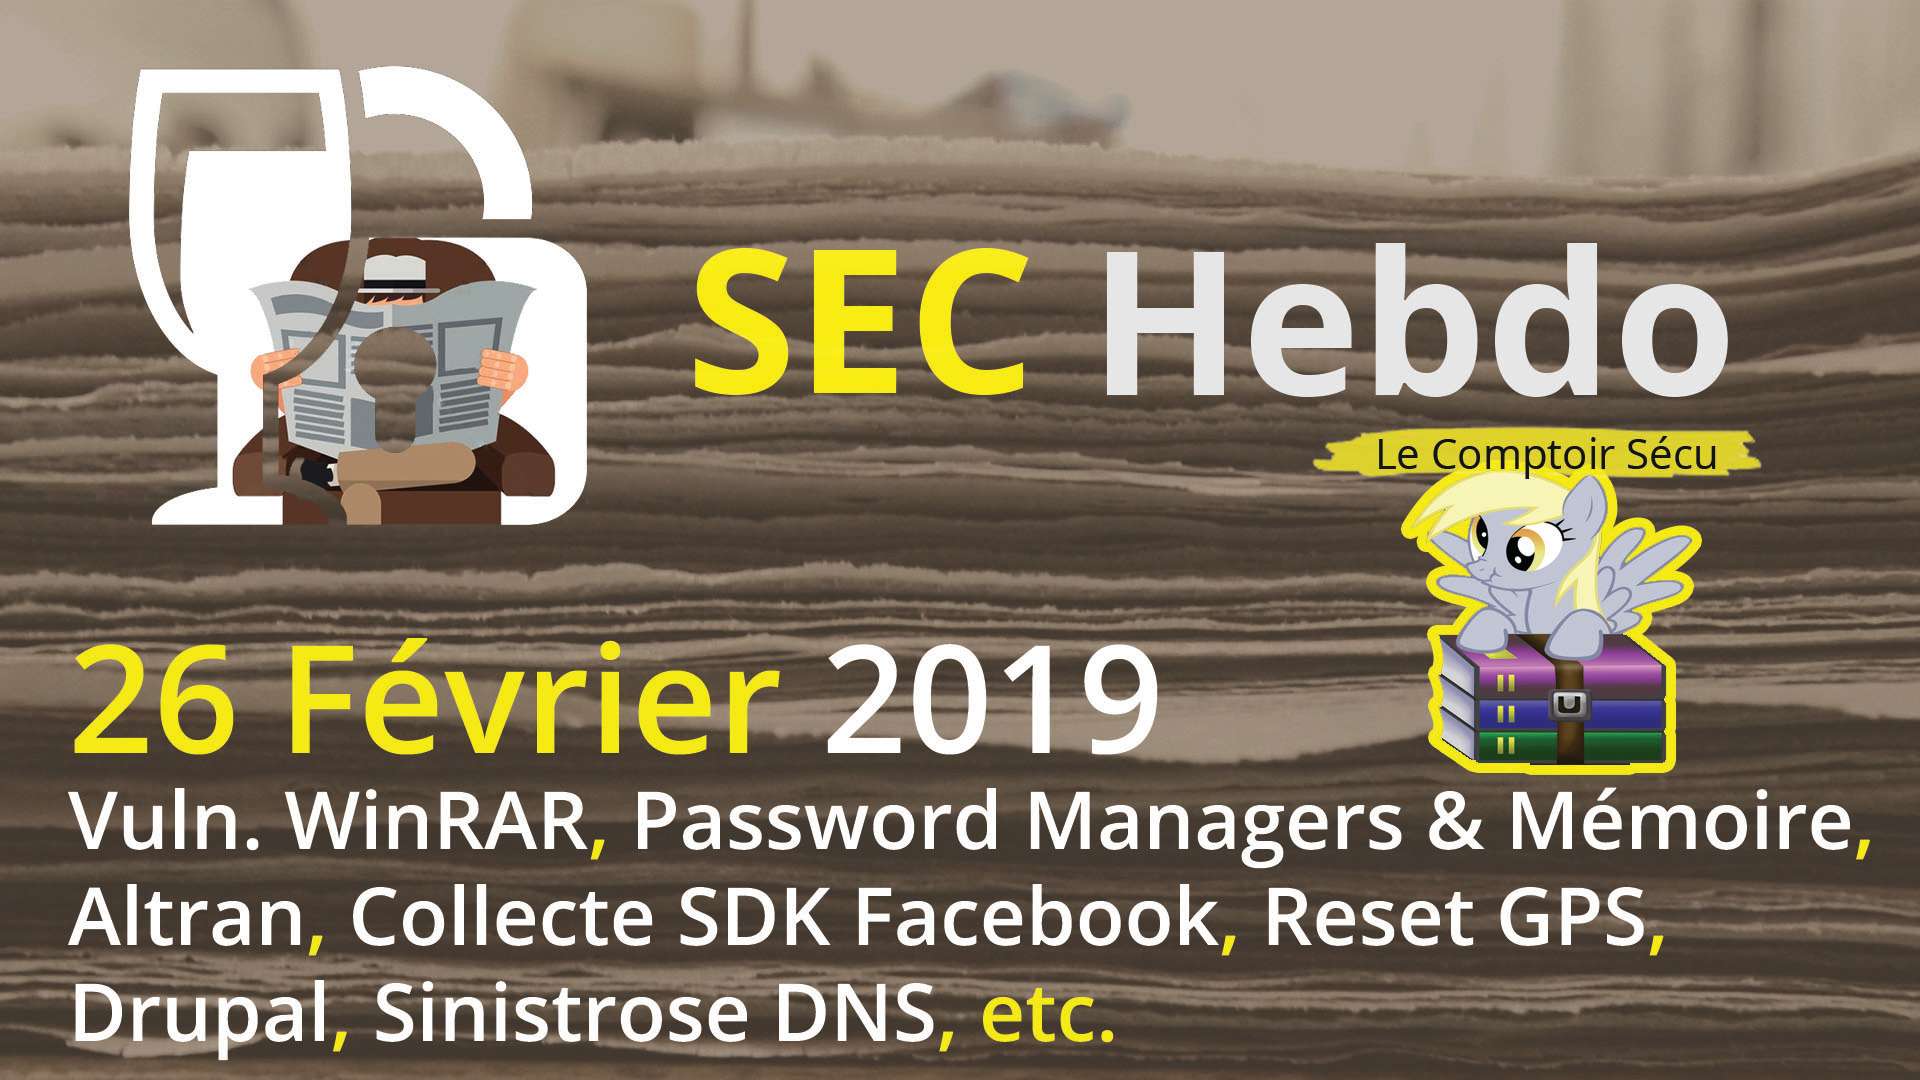 SEC Hebdo
Le Comptoir Sécu
26 Février 2019
Vuln. WinRAR, Password Managers & Mémoire,
Altran, Collecte SDK Facebook, Reset GPS,
Drupal, Sinistrose DNS, etc.